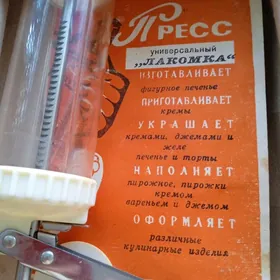 ПРЕСС
универсальный
„ЛАКОМКА"
ИЗГОТАВЛИВАЕТ
фигурное печенье
ПРИГОТАВЛИВАЕТ
кремы
УКРАШАЕТ
кремами, джемами и
желе
печенье и торты
НАПОЛНЯЕТ
пирожное, пирожки
кремом
вареньем и джемом
ОФОРМЛЯЕТ
различные
кулинарные изделия